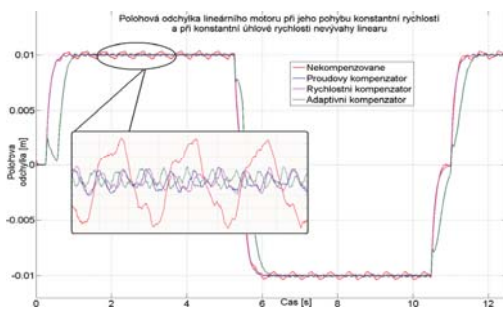 Polohová odchylka lineárního motoru při jeho pohybu konstantní rychlostí
a při konstantní úhlové rychlosti nevývahy linearu
0.01
0.005
0
-0.005
-0.01
Polohova
odchylka [m]
Nekompenzovane
Proudovy kompenzator
Rychlostni kompenzator
Adaptivni kompenzator
0
2
4
6
8
10
12
Cas [s]